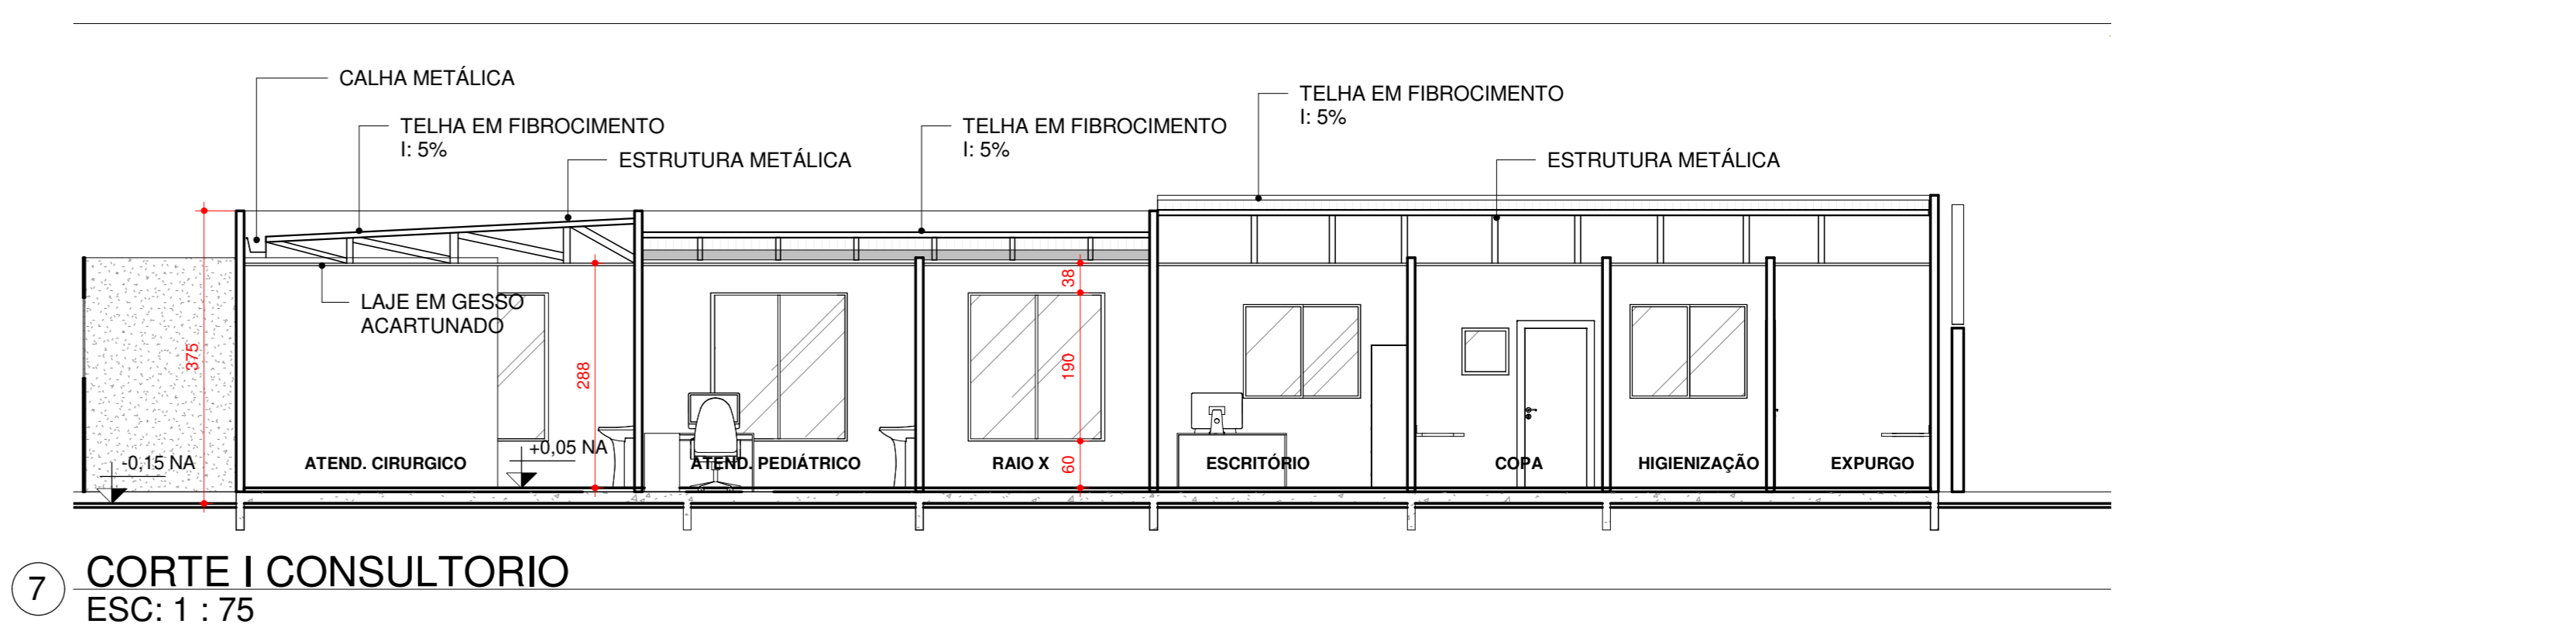 CALHA METÁLICA
TELHA EM FIBROCIMENTO
I: 5%
ESTRUTURA METÁLICA
TELHA EM FIBROCIMENTO
I: 5%
TELHA EM FIBROCIMENTO
I: 5%
ESTRUTURA METÁLICA
LAJE EM GESSO
ACARTUNADO
375
288
38
190
60
-0,15 NA
+0,05 NA
ATEND. CIRURGICO
ATEND. PEDIÁTRICO
RAIO X
ESCRITÓRIO
COPA
HIGIENIZAÇÃO
EXPURGO
7
CORTE I CONSULTORIO
ESC: 1 : 75